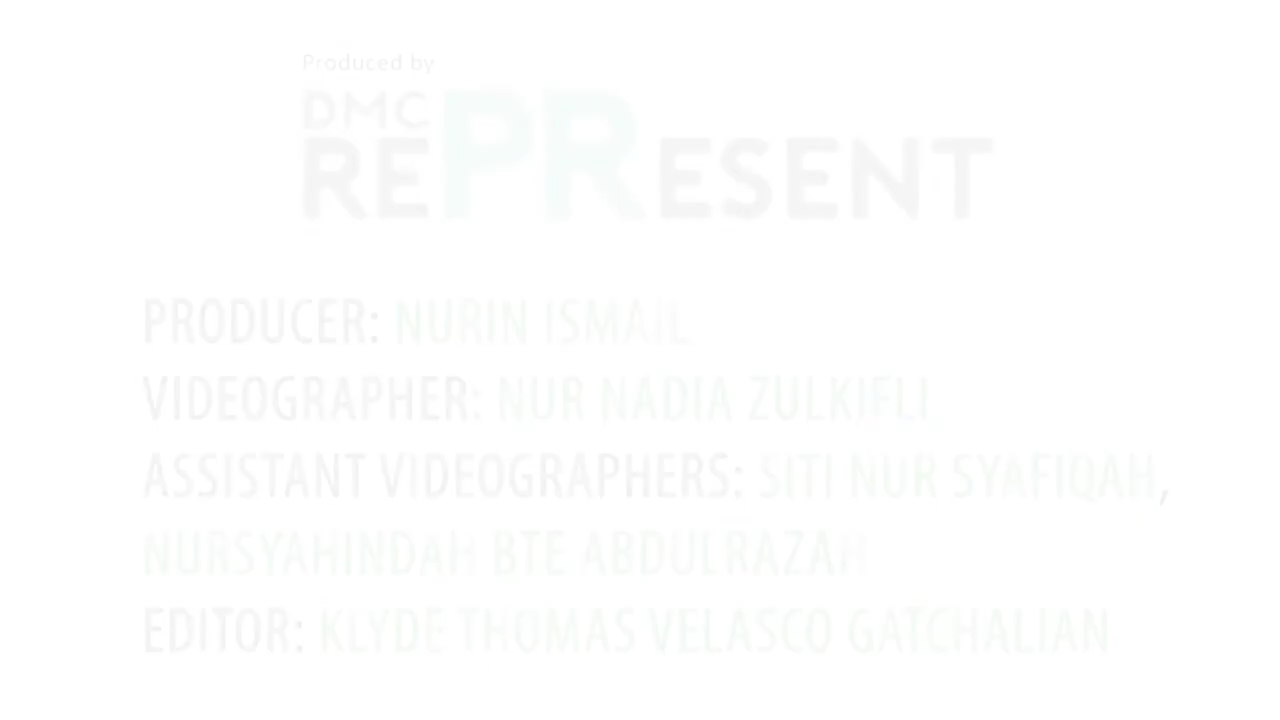 Produced by
DMC
REPRESENT
PRODUCER: NURIN ISMAIL
VIDEOGRAPHER: NUR NADIA ZULKIFLI
ASSISTANT VIDEOGRAPHERS: SITI NUR SYAFIQAH,
NURSYAHINDAH BTE ABDULRAZAH
EDITOR: KLYDE THOMAS VELASCO GATCHALIAN